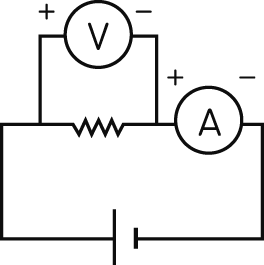 + V −
+ A −